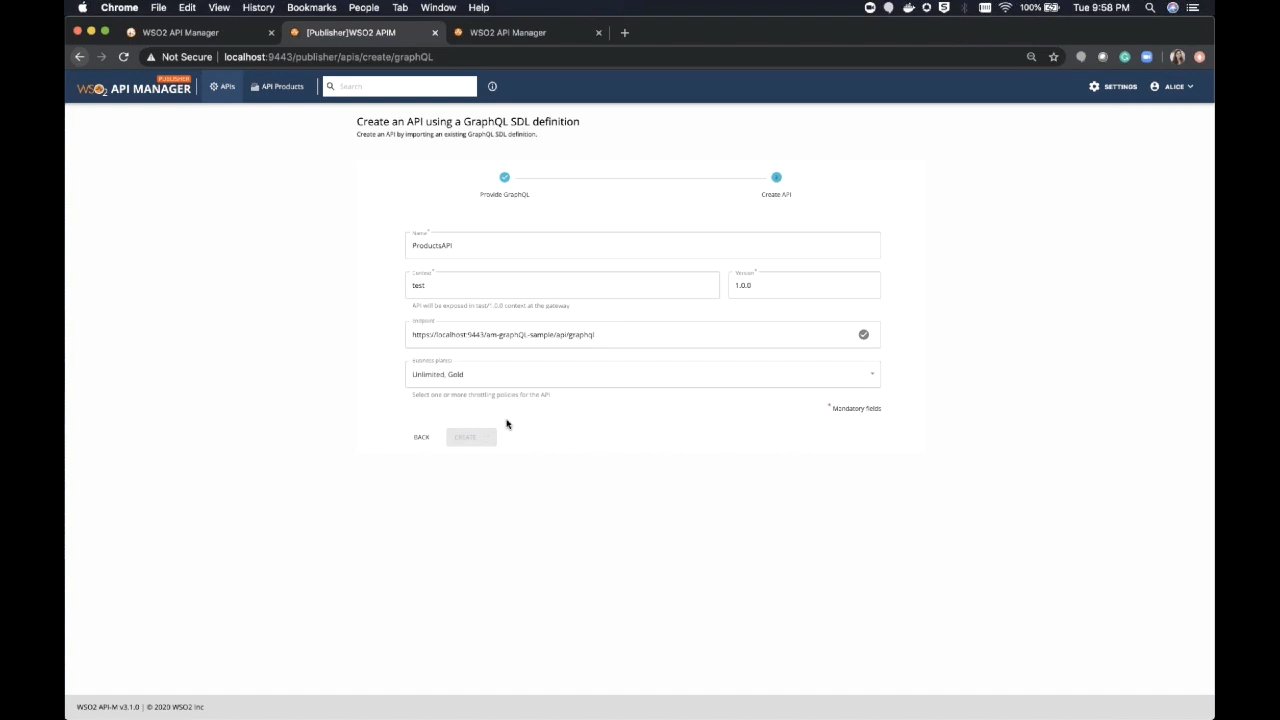 Chrome File Edit View History Bookmarks People Tab Window Help 100% Tue 9:58 PM
WSO2 API Manager [Publisher]WSO2 APIM WSO2 API Manager
Not Secure localhost:9443/publisher/apis/create/graphQL
WSO2 API MANAGER PUBLISHER APIs API Products Search SETTINGS ALICE
Create an API using a GraphQL SDL definition
Create an API by importing an existing GraphQL SDL definition.
Provide GraphQL Create API
Name*
ProductsAPI
Context* Version*
test 1.0.0
API will be exposed in test/1.0.0 context at the gateway
Endpoint
https://localhost:9443/am-graphQL-sample/api/graphql
Business plan(s)
Unlimited, Gold
Select one or more throttling policies for the API
* Mandatory fields
BACK CREATE
WSO2 API-M v3.1.0 | © 2020 WSO2 Inc